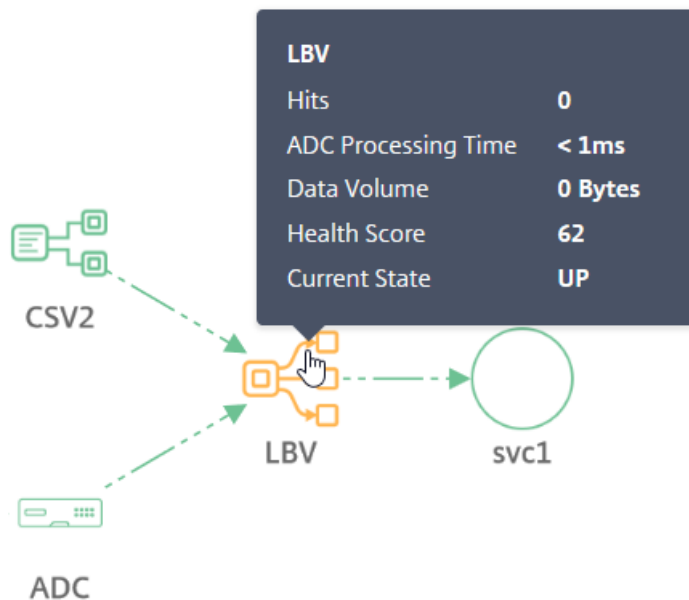 LBV
Hits 0
ADC Processing Time < 1ms
Data Volume 0 Bytes
Health Score 62
Current State UP
CSV2
LBV
svc1
ADC